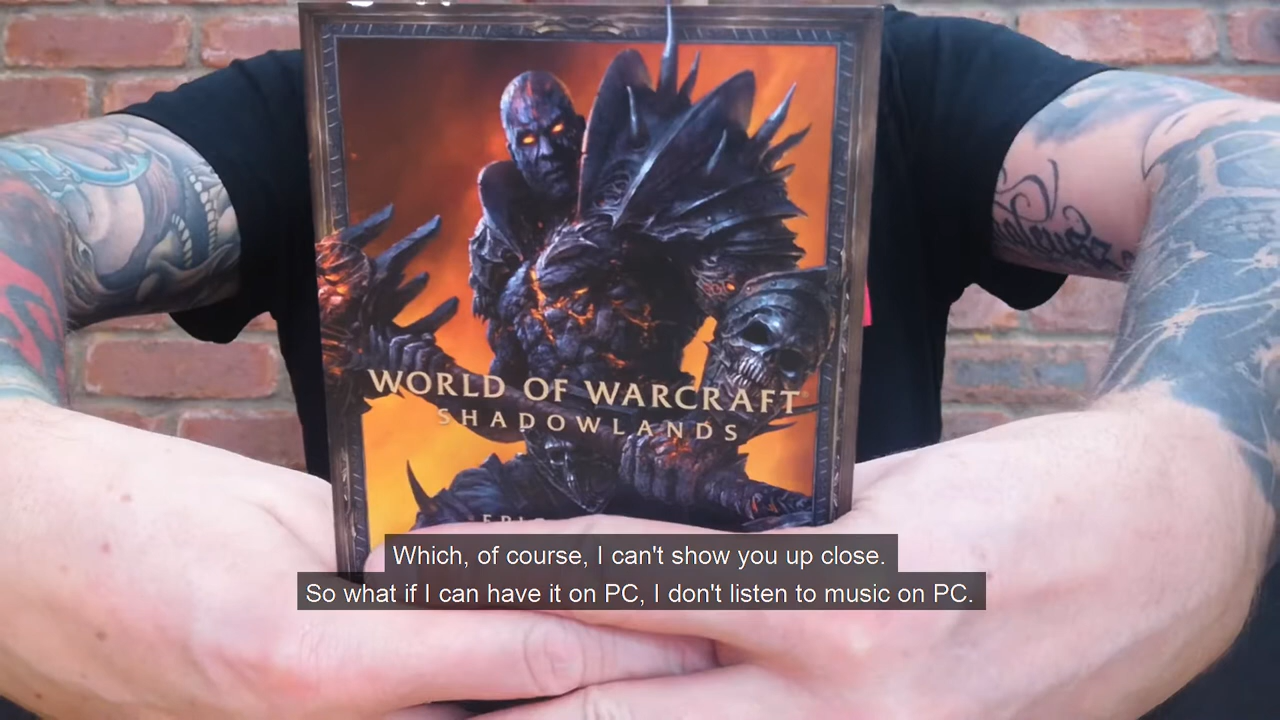 WORLD OF WARCRAFT
SHADOWLANDS
EPIC
Which, of course, I can't show you up close.
So what if I can have it on PC, I don't listen to music on PC.